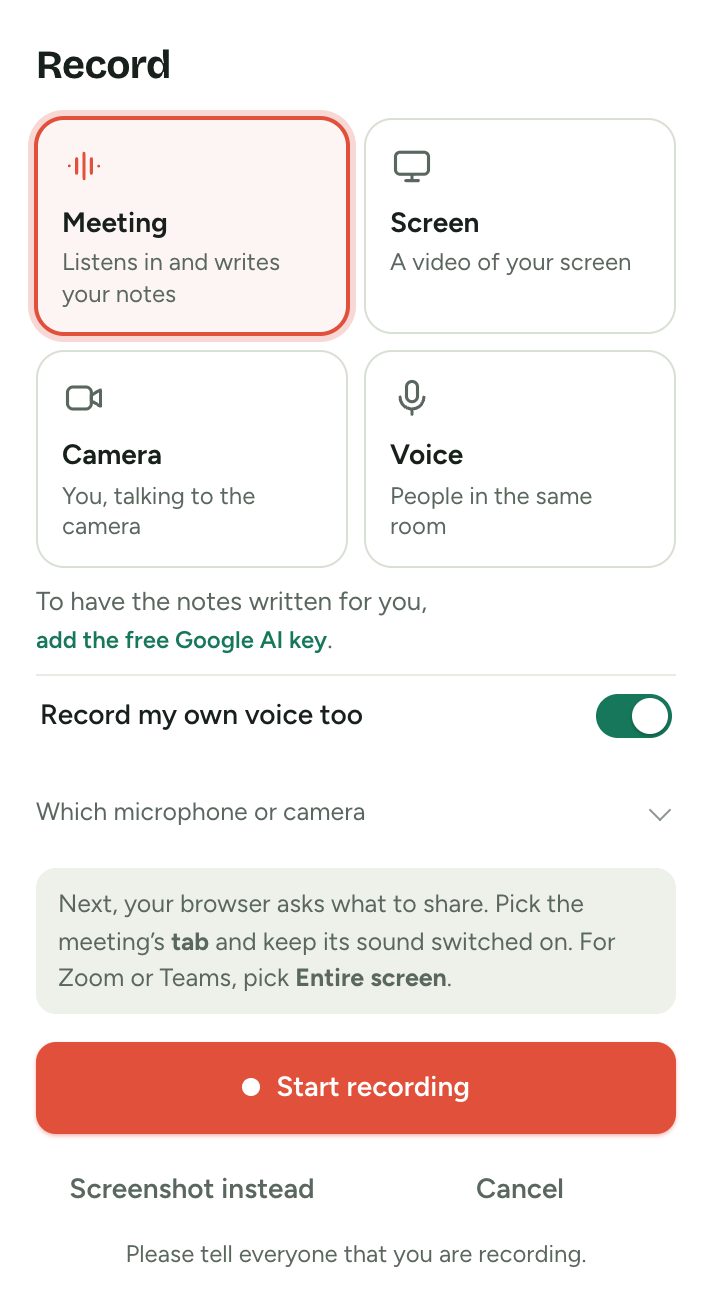 Record
Meeting
Listens in and writes
your notes
Screen
A video of your screen
Camera
You, talking to the
camera
Voice
People in the same
room
To have the notes written for you,
add the free Google AI key.
Record my own voice too
Which microphone or camera
Next, your browser asks what to share. Pick the
meeting’s tab and keep its sound switched on. For
Zoom or Teams, pick Entire screen.
Start recording
Screenshot instead
Cancel
Please tell everyone that you are recording.